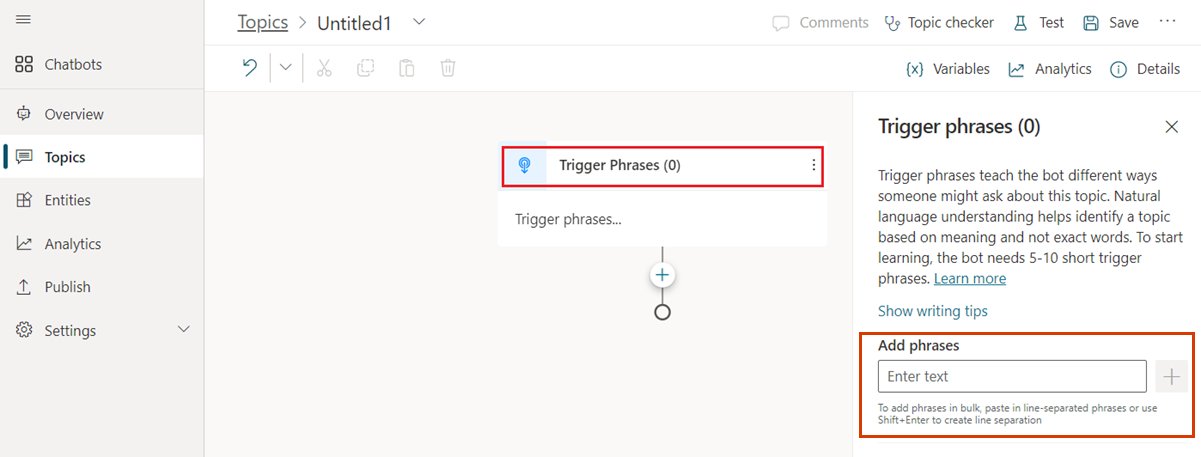 Topics > Untitled1
Comments
Topic checker
Test
Save
...
Chatbots
Overview
Topics
Entities
Analytics
Publish
Settings
{x} Variables
Analytics
Details
Trigger Phrases (0)
Trigger phrases...
Trigger phrases (0)
Trigger phrases teach the bot different ways
someone might ask about this topic. Natural
language understanding helps identify a topic
based on meaning and not exact words. To start
learning, the bot needs 5-10 short trigger
phrases. Learn more
Show writing tips
Add phrases
Enter text
To add phrases in bulk, paste in line-separated phrases or use
Shift+Enter to create line separation